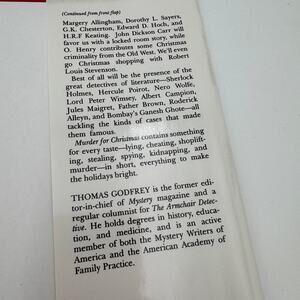 (Continued from front flap)
Margery Allingham, Dorothy L. Sayers,
G.K. Chesterton, Edward D. Hoch, and
H.R.F Keating. John Dickson Carr will
favor us with a locked room story, while
O. Henry contributes some Christmas
criminality from the Old West. We'll even
go Christmas shopping with Robert
Louis Stevenson.
Best of all will be the presence of the
great detectives of literature—Sherlock
Holmes, Hercule Poirot, Nero Wolfe,
Lord Peter Wimsey, Albert Campion,
Jules Maigret, Father Brown, Roderick
Alleyn, and Bombay's Ganesh Ghote—all
tackling the kinds of cases that made
them famous.
Murder for Christmas contains something
for every taste—lying, cheating, shoplift-
ing, stealing, spying, kidnapping, and
murder—in short, everything to make
the holidays bright.
THOMAS GODFREY is the former edi-
tor-in-chief of Mystery magazine and a
regular columnist for The Armchair Detec-
tive. He holds degrees in history, educa-
tion, and medicine, and is an active
member of both the Mystery Writers of
America and the American Academy of
Family Practice.